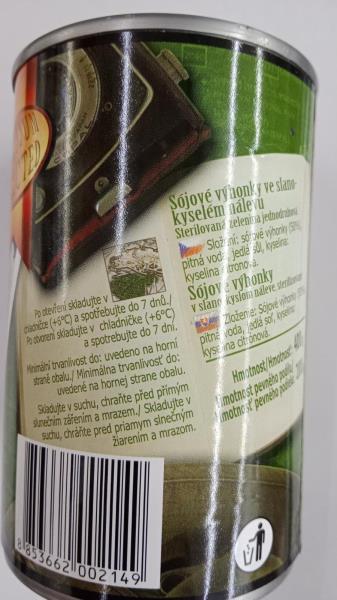 Sójové výhonky ve slano-
kyselém nálevu
Sterilovaná zelenina jednodruhová
Složení: sójové výhonky (50%),
pitná voda, jedlá sůl, kyselina:
kyselina citronová.
Sójové výhonky
v slano kyslom náleve, sterilizované
Zloženie: Sójové výhonky
pitná voda, jedlá soľ, kyselina:
kyselina citrónová.
Hmotnost/Hmotnosť: 400
Hmotnost pevného podílu/
Hmotnosť pevného podielu:
Po otevření skladujte v
chladničce (+6°C) a spotřebujte do 7 dnů./
Po otvorení skladujte v chladničke (+6°C)
a spotrebujte do 7 dní.
Minimální trvanlivost do: uvedeno na horní
straně obalu./ Minimálna trvanlivosť do:
uvedené na hornej strane obalu.
Skladujte v suchu, chraňte před přímým
slunečním zářením a mrazem./ Skladujte v
suchu, chráňte pred priamym slnečným
žiarením a mrazom.
8 853662 002149